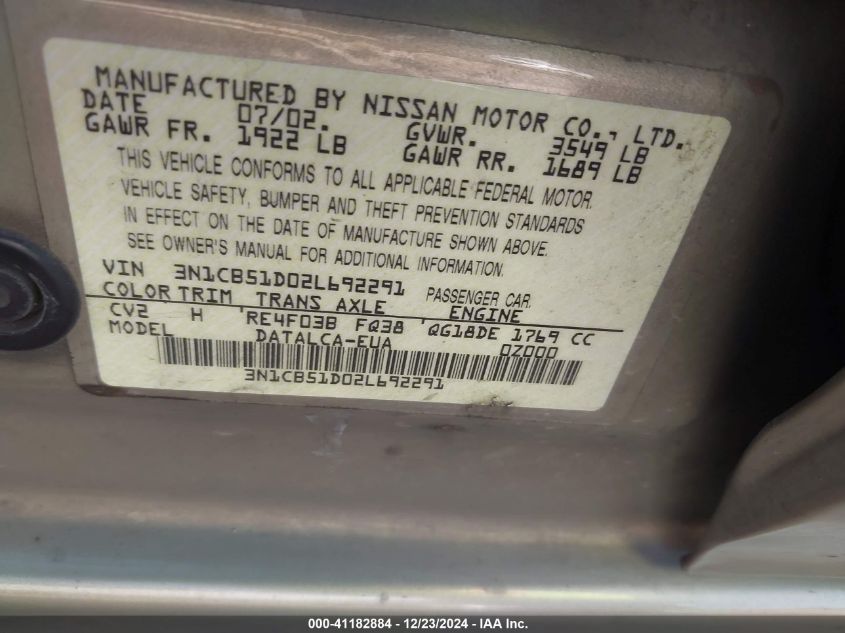 MANUFACTURED BY NISSAN MOTOR CO., LTD.
DATE 07/02. GVWR. 3549 LB
GAWR FR. 1922 LB GAWR RR. 1689 LB
THIS VEHICLE CONFORMS TO ALL APPLICABLE FEDERAL MOTOR
VEHICLE SAFETY, BUMPER AND THEFT PREVENTION STANDARDS
IN EFFECT ON THE DATE OF MANUFACTURE SHOWN ABOVE.
SEE OWNER'S MANUAL FOR ADDITIONAL INFORMATION.
VIN 3N1CB51D02L692291 PASSENGER CAR
COLOR TRIM TRANS AXLE ENGINE
CV2 H RE4F03B FQ38 QG18DE 1769 CC
MODEL DATALCA-EUA 0Z000
3N1CB51D02L692291
000-41182884 - 12/23/2024 - IAA Inc.